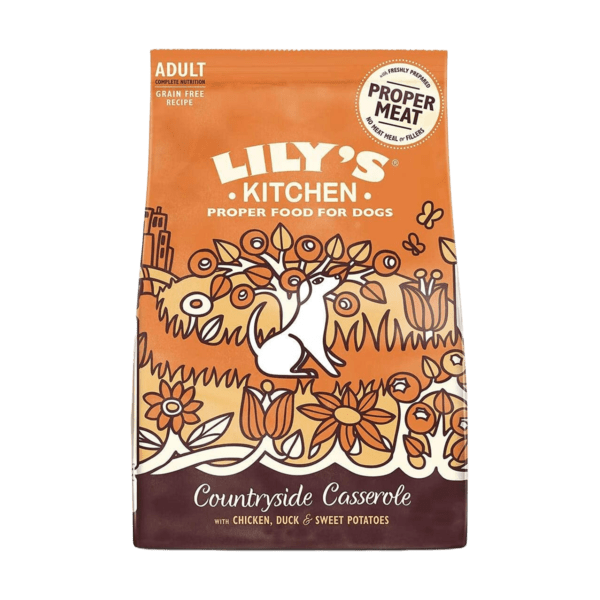 ADULT
COMPLETE NUTRITION
GRAIN FREE
RECIPE
WITH FRESHLY PREPARED
PROPER
MEAT
NO MEAT MEAL or FILLERS
LILY'S®
• KITCHEN •
PROPER FOOD FOR DOGS
Countryside Casserole
WITH CHICKEN, DUCK & SWEET POTATOES